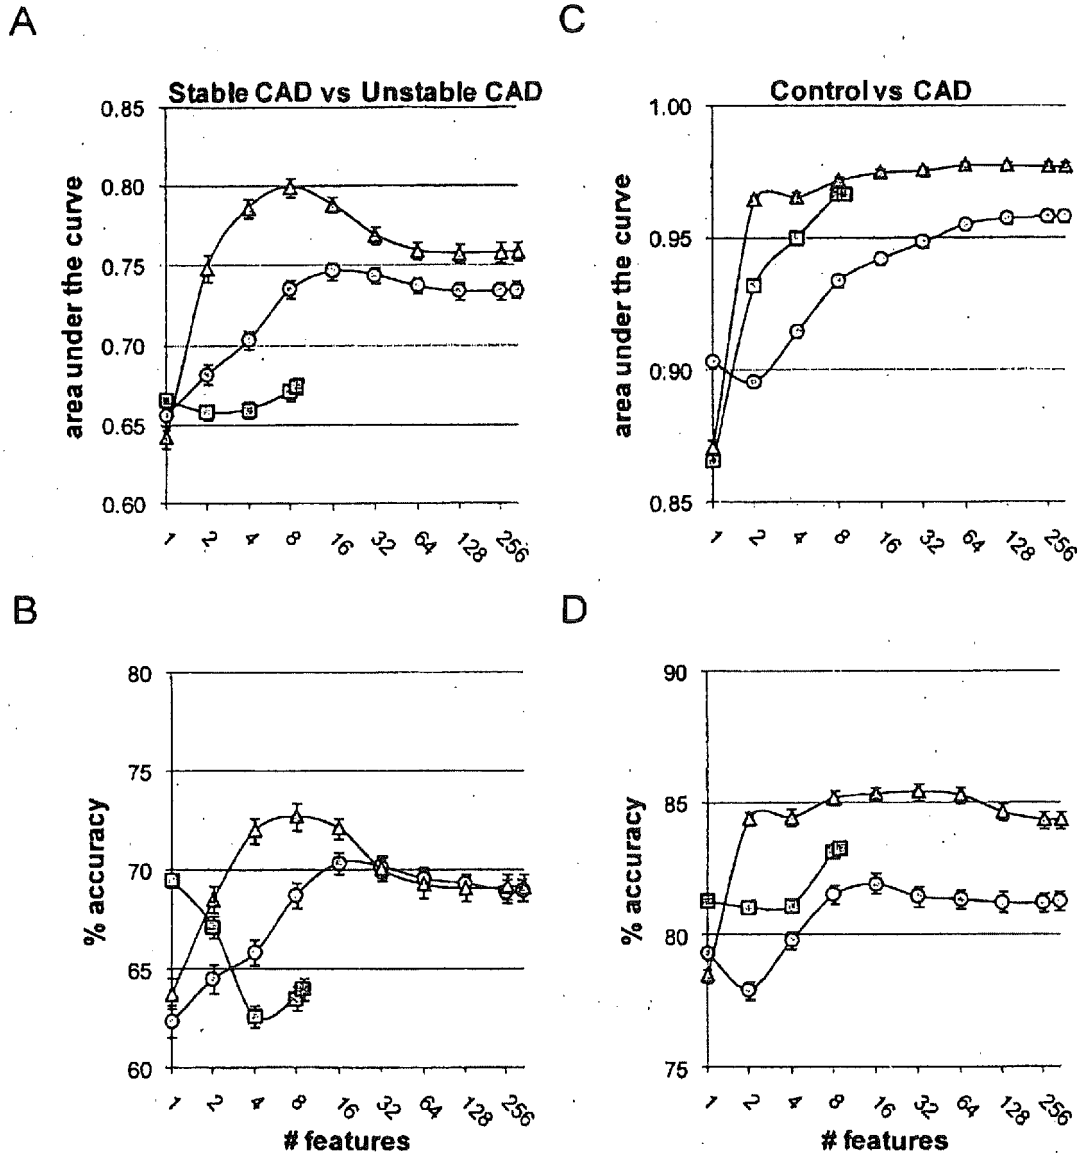 A
Stable CAD vs Unstable CAD
area under the curve
0.85
0.80
0.75
0.70
0.65
0.60
1 2 4 8 16 32 64 128 256
C
Control vs CAD
area under the curve
1.00
0.95
0.90
0.85
1 2 4 8 16 32 64 128 256
B
% accuracy
80
75
70
65
60
1 2 4 8 16 32 64 128 256
# features
D
% accuracy
90
85
80
75
1 2 4 8 16 32 64 128 256
# features